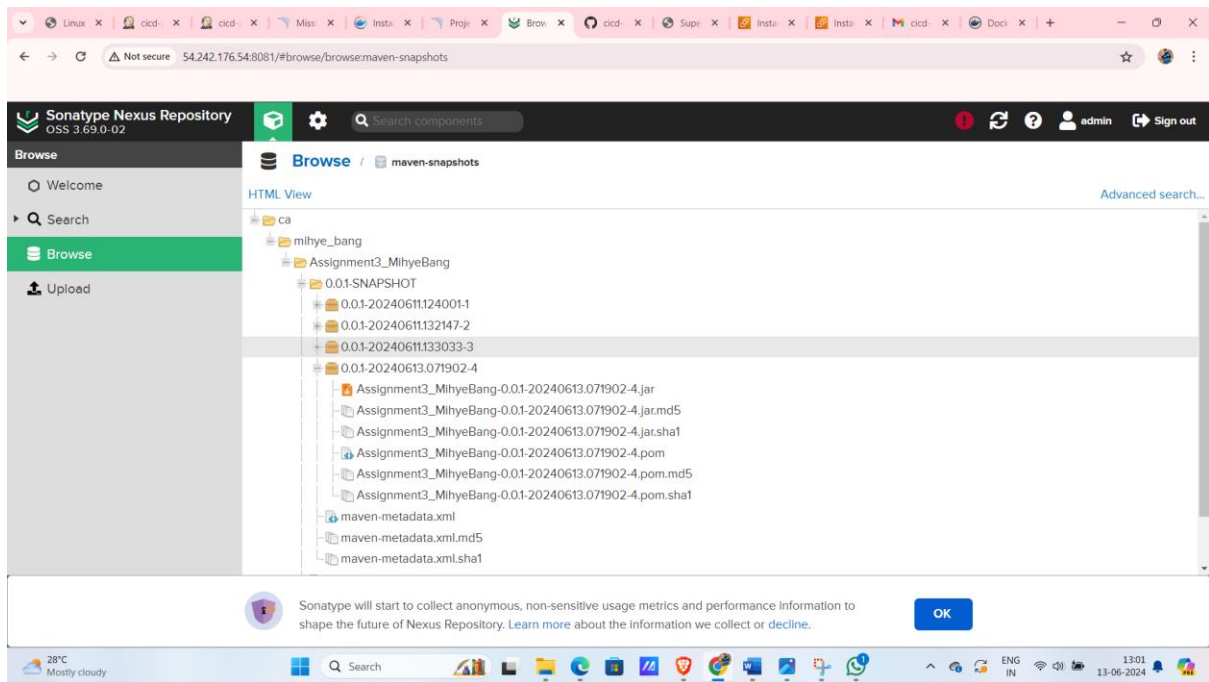 Linux
cicd-
cicd-
Miss
Insta
Proje
Brow
cicd-
Supe
Insta
Insta
cicd-
Dock
Not secure 54.242.176.54:8081/#browse/browse:maven-snapshots
Sonatype Nexus Repository
OSS 3.69.0-02
Search components
admin
Sign out
Browse
Welcome
Search
Browse
Upload
Browse / maven-snapshots
HTML View
Advanced search...
ca
mihye_bang
Assignment3_MihyeBang
0.0.1-SNAPSHOT
0.0.1-20240611.124001-1
0.0.1-20240611.132147-2
0.0.1-20240611.133033-3
0.0.1-20240613.071902-4
Assignment3_MihyeBang-0.0.1-20240613.071902-4.jar
Assignment3_MihyeBang-0.0.1-20240613.071902-4.jar.md5
Assignment3_MihyeBang-0.0.1-20240613.071902-4.jar.sha1
Assignment3_MihyeBang-0.0.1-20240613.071902-4.pom
Assignment3_MihyeBang-0.0.1-20240613.071902-4.pom.md5
Assignment3_MihyeBang-0.0.1-20240613.071902-4.pom.sha1
maven-metadata.xml
maven-metadata.xml.md5
maven-metadata.xml.sha1
Sonatype will start to collect anonymous, non-sensitive usage metrics and performance information to
shape the future of Nexus Repository. Learn more about the information we collect or decline.
OK
28°C
Mostly cloudy
Search
ENG
IN
13:01
13-06-2024